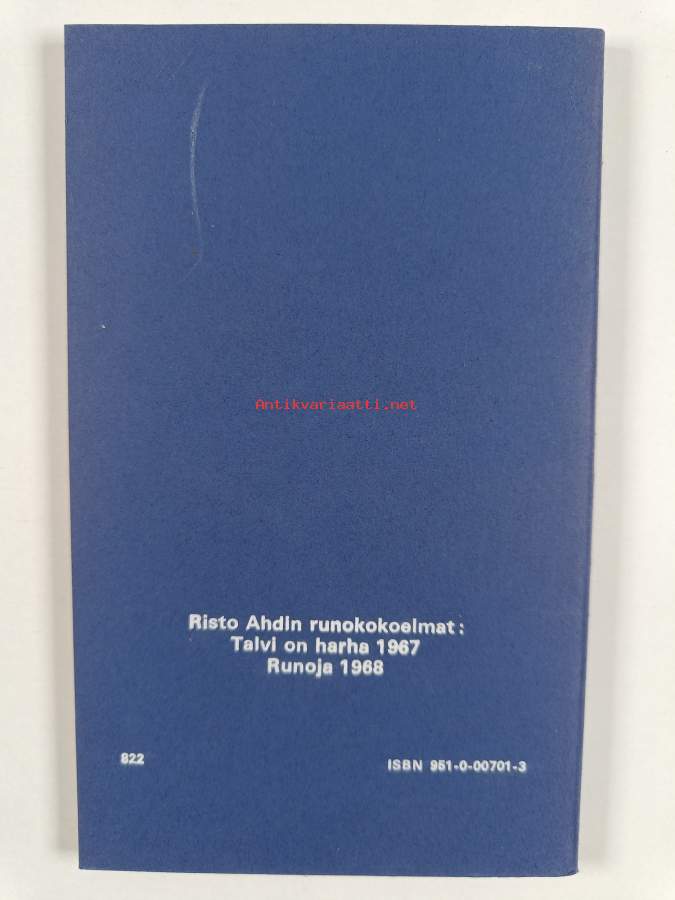 Antikvariaatti.net
Risto Ahdin runokokoelmat:
Talvi on harha 1967
Runoja 1968
822
ISBN 951-0-00701-3